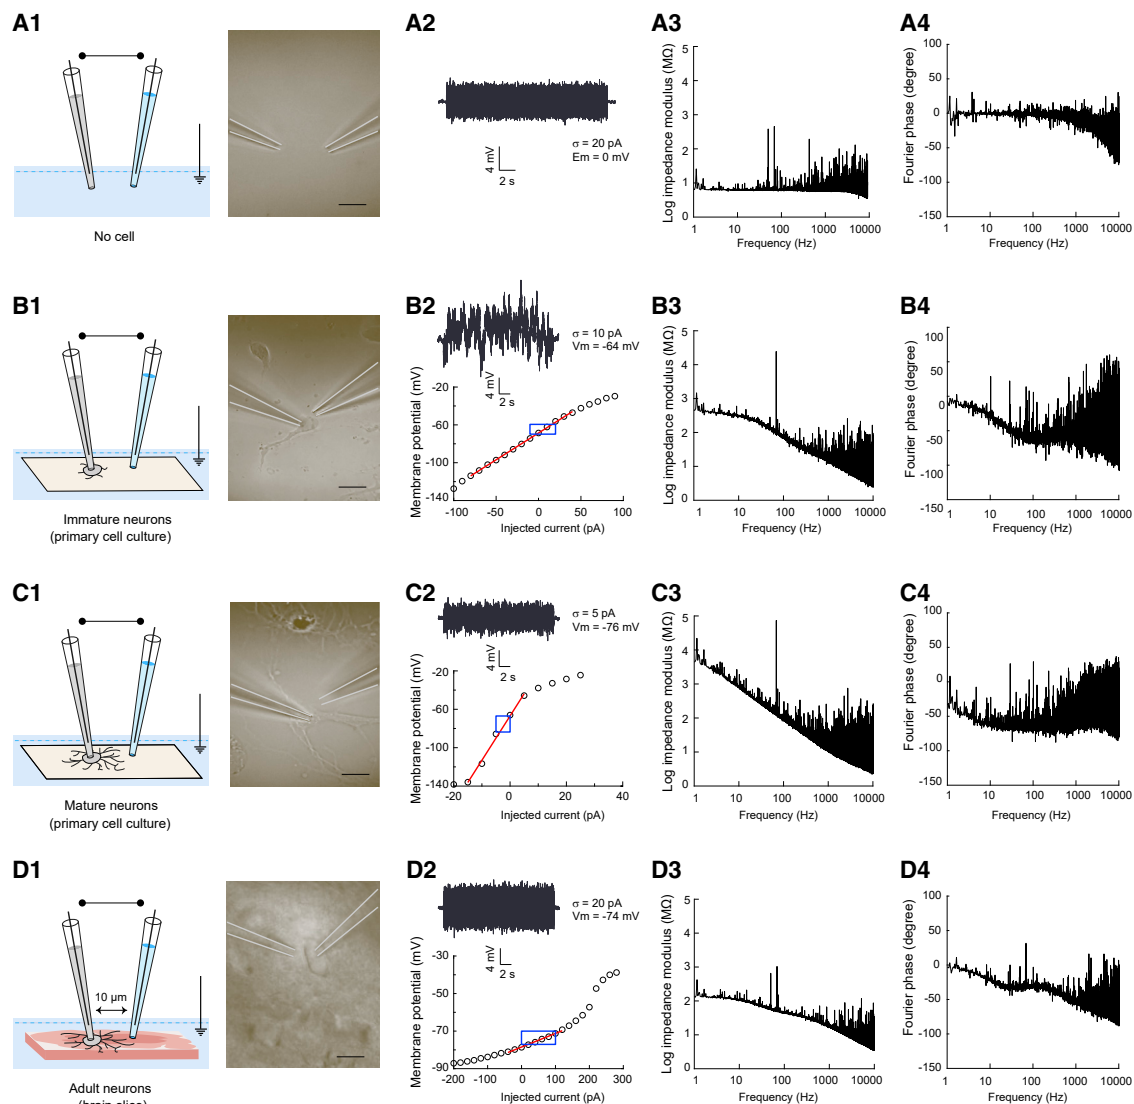 A1
A2
A3
A4
No cell
4 mV
2 s
σ = 20 pA
Em = 0 mV
Log impedance modulus (MΩ)
5
4
3
2
1
0
1
10
100
1000
10000
Frequency (Hz)
Fourier phase (degree)
100
50
0
-50
-100
-150
1
10
100
1000
10000
Frequency (Hz)
B1
B2
B3
B4
Immature neurons
(primary cell culture)
σ = 10 pA
Vm = -64 mV
4 mV
2 s
Membrane potential (mV)
-20
-60
-100
-140
-100
-50
0
50
100
Injected current (pA)
Log impedance modulus (MΩ)
5
4
3
2
1
0
1
10
100
1000
10000
Frequency (Hz)
Fourier phase (degree)
100
50
0
-50
-100
-150
1
10
100
1000
10000
Frequency (Hz)
C1
C2
C3
C4
Mature neurons
(primary cell culture)
σ = 5 pA
Vm = -76 mV
4 mV
2 s
Membrane potential (mV)
-20
-60
-100
-140
-20
0
20
40
Injected current (pA)
Log impedance modulus (MΩ)
5
4
3
2
1
0
1
10
100
1000
10000
Frequency (Hz)
Fourier phase (degree)
100
50
0
-50
-100
-150
1
10
100
1000
10000
Frequency (Hz)
D1
D2
D3
D4
10 µm
Adult neurons
σ = 20 pA
Vm = -74 mV
4 mV
2 s
Membrane potential (mV)
-30
-50
-70
-90
-200
-100
0
100
200
300
Injected current (pA)
Log impedance modulus (MΩ)
5
4
3
2
1
0
1
10
100
1000
10000
Frequency (Hz)
Fourier phase (degree)
100
50
0
-50
-100
-150
1
10
100
1000
10000
Frequency (Hz)